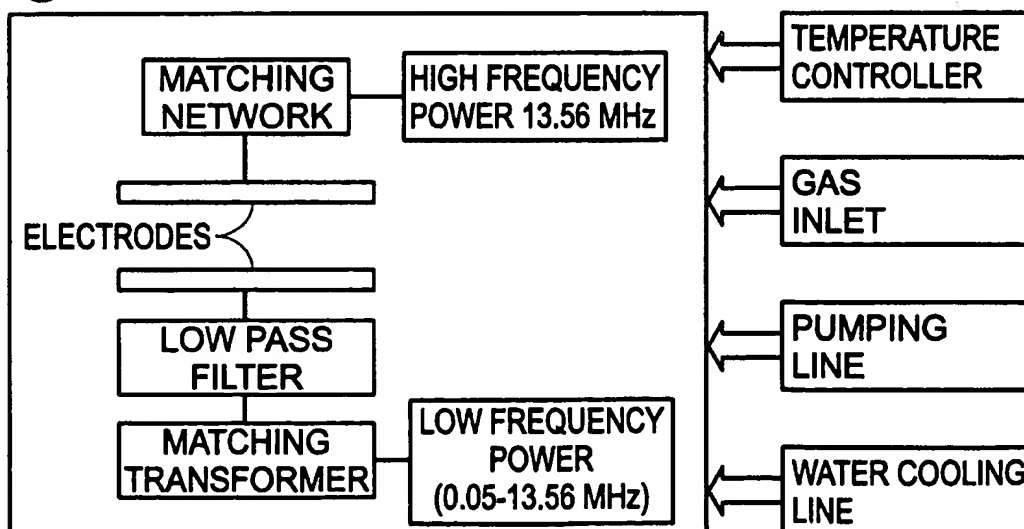 MATCHING
NETWORK
HIGH FREQUENCY
POWER 13.56 MHz
ELECTRODES
LOW PASS
FILTER
MATCHING
TRANSFORMER
LOW FREQUENCY
POWER
(0.05-13.56 MHz)
TEMPERATURE
CONTROLLER
GAS
INLET
PUMPING
LINE
WATER COOLING
LINE